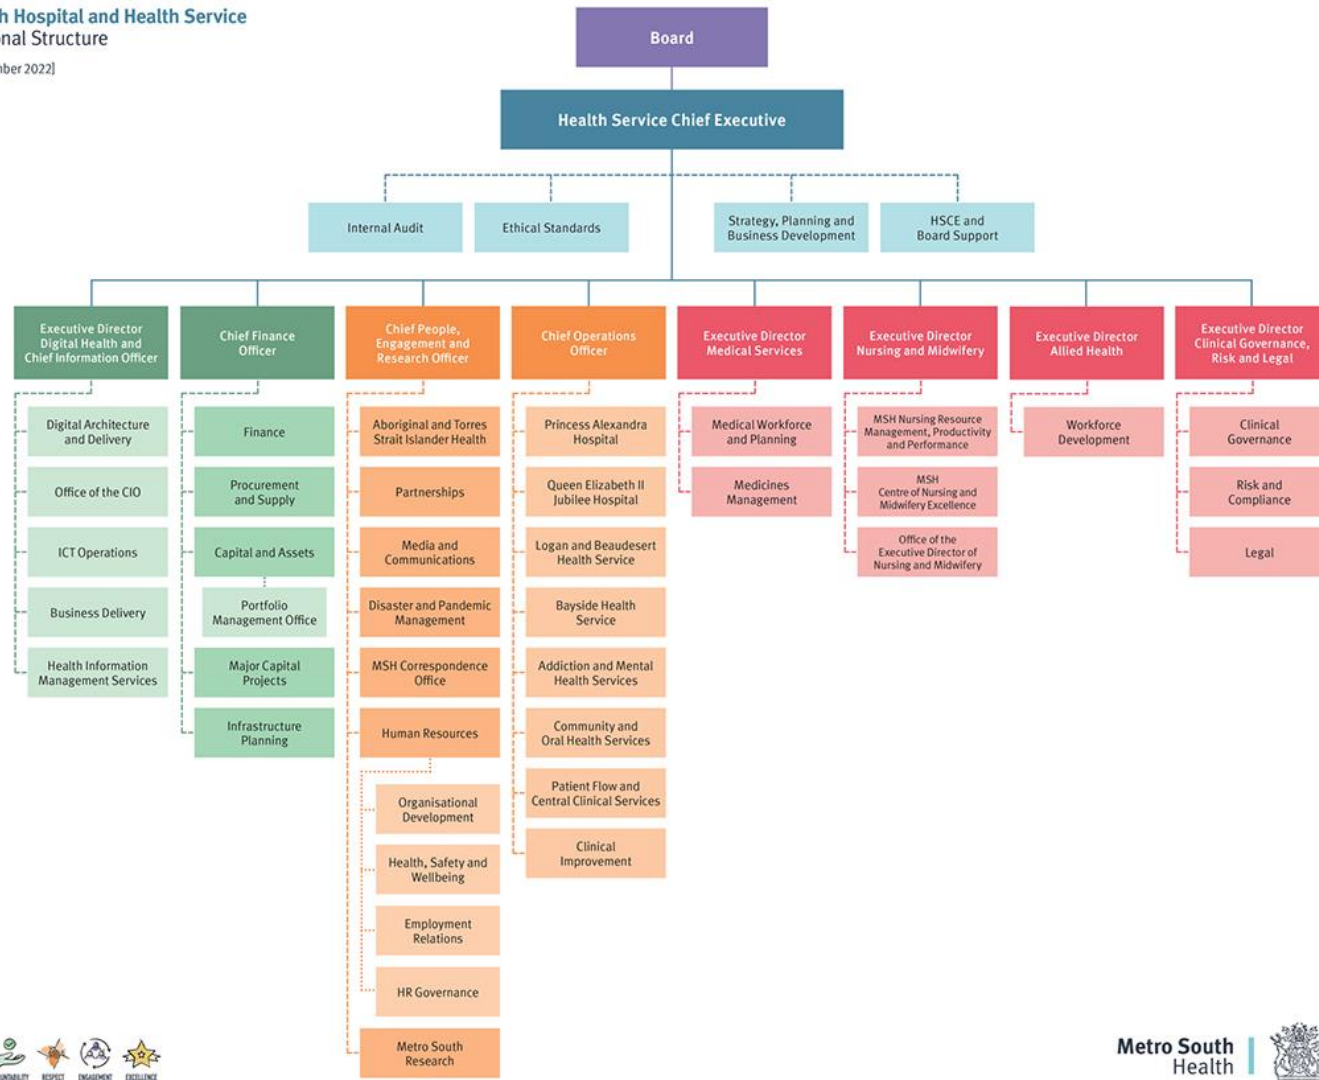 h Hospital and Health Service
nal Structure
ber 2022]
Board
Health Service Chief Executive
Internal Audit
Ethical Standards
Strategy, Planning and
Business Development
HSCE and
Board Support
Executive Director
Digital Health and
Chief Information Officer
Digital Architecture
and Delivery
Office of the CIO
ICT Operations
Business Delivery
Health Information
Management Services
Chief Finance
Officer
Finance
Procurement
and Supply
Capital and Assets
Portfolio
Management Office
Major Capital
Projects
Infrastructure
Planning
Chief People,
Engagement and
Research Officer
Aboriginal and Torres
Strait Islander Health
Partnerships
Media and
Communications
Disaster and Pandemic
Management
MSH Correspondence
Office
Human Resources
Organisational
Development
Health, Safety and
Wellbeing
Employment
Relations
HR Governance
Metro South
Research
Chief Operations
Officer
Princess Alexandra
Hospital
Queen Elizabeth II
Jubilee Hospital
Logan and Beaudesert
Health Service
Bayside Health
Service
Addiction and Mental
Health Services
Community and
Oral Health Services
Patient Flow and
Central Clinical Services
Clinical
Improvement
Executive Director
Medical Services
Medical Workforce
and Planning
Medicines
Management
Executive Director
Nursing and Midwifery
MSH Nursing Resource
Management, Productivity
and Performance
MSH
Centre of Nursing and
Midwifery Excellence
Office of the
Executive Director of
Nursing and Midwifery
Executive Director
Allied Health
Workforce
Development
Executive Director
Clinical Governance,
Risk and Legal
Clinical
Governance
Risk and
Compliance
Legal
UNTABILITY
RESPECT
ENGAGEMENT
EXCELLENCE
Metro South
Health